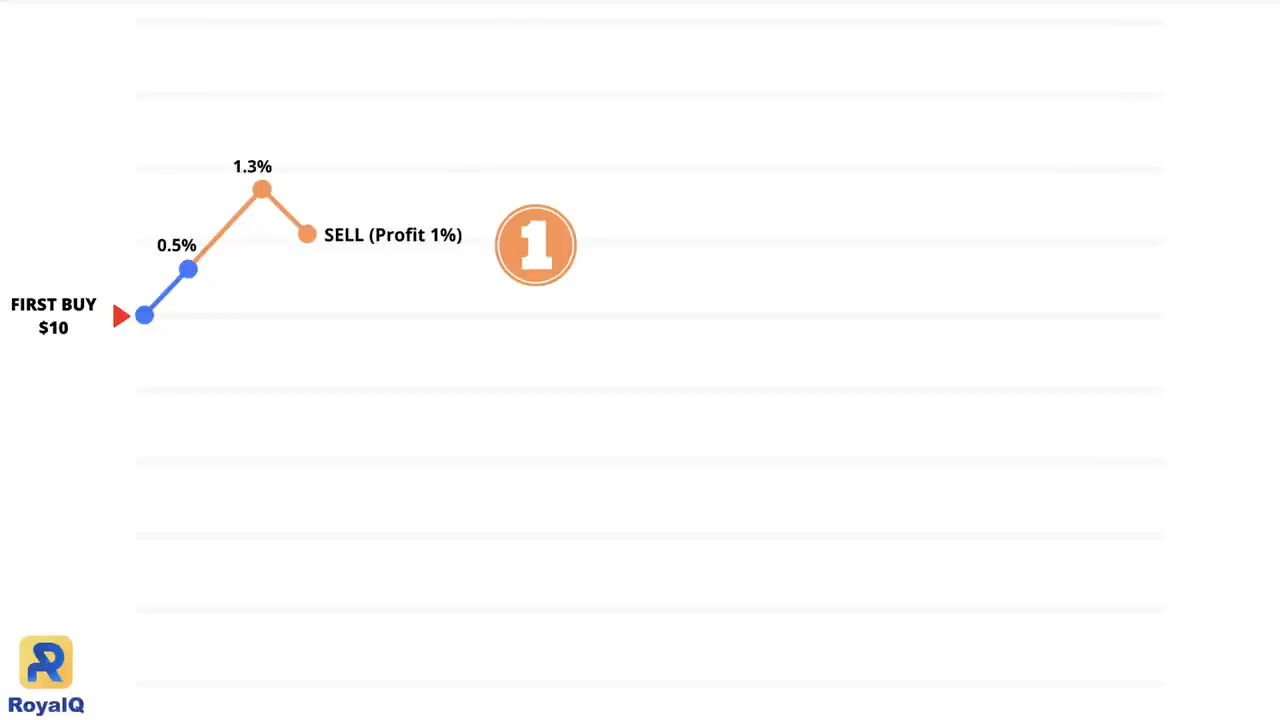 1.3%
SELL (Profit 1%)
1
0.5%
FIRST BUY
$10
R
RoyalQ